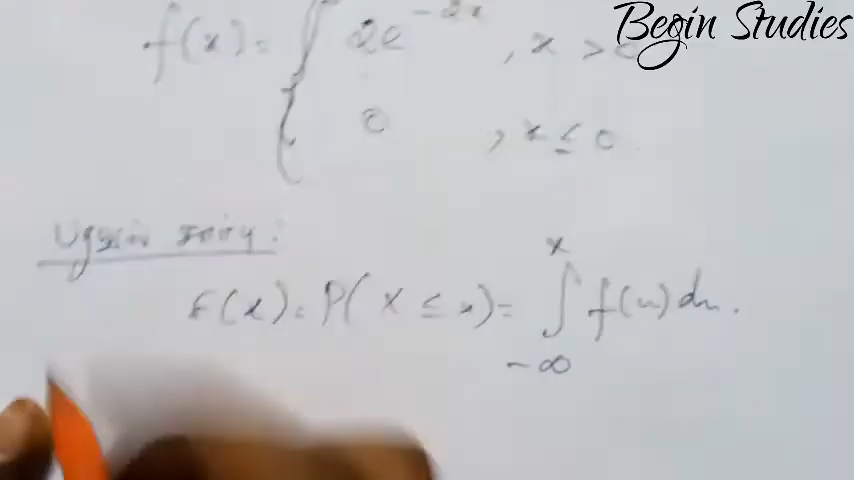 Begin Studies
f(x) = { 2e^{-2x} , x > 0
0 , x ≤ 0
F(x) = P(X ≤ x) = ∫_{-∞}^{x} f(u) du.